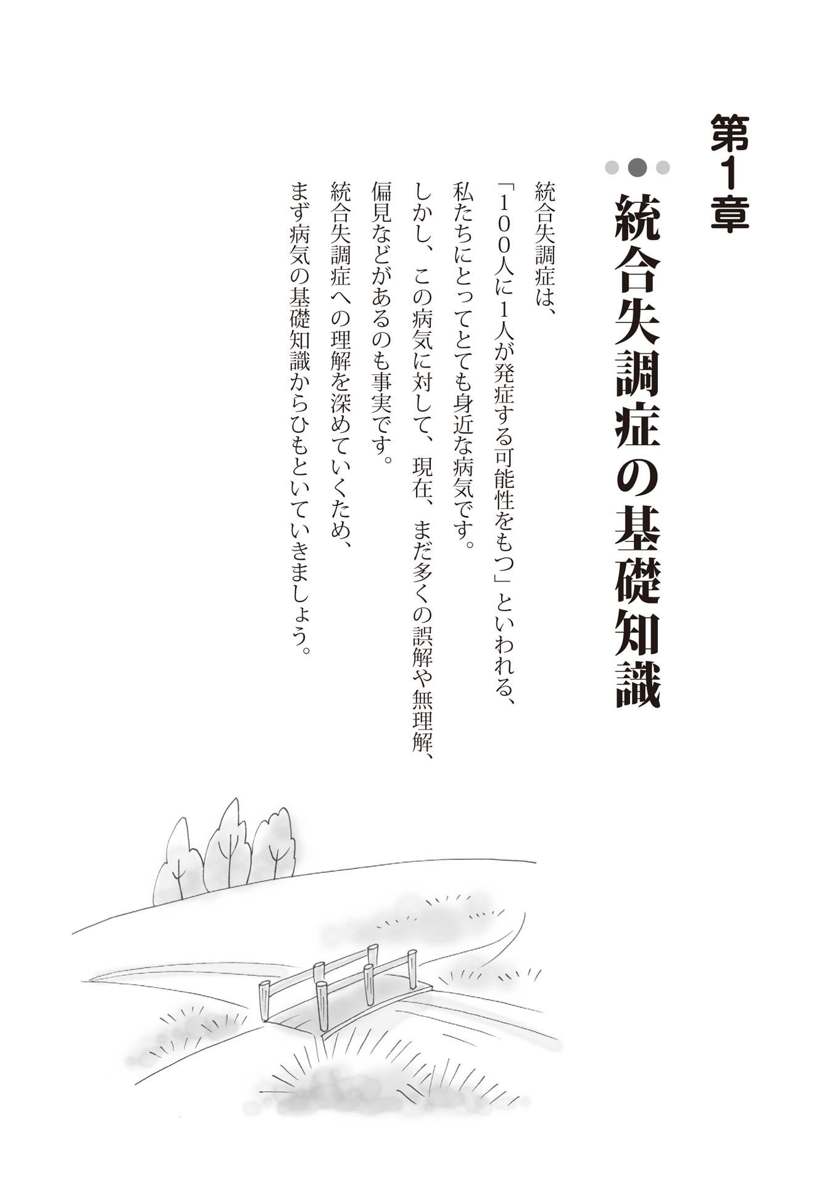 第1章
統合失調症の基礎知識
統合失調症は、
「100人に1人が発症する可能性をもつ」といわれる、
私たちにとってとても身近な病気です。
しかし、この病気に対して、現在、まだ多くの誤解や無理解、
偏見などがあるのも事実です。
統合失調症への理解を深めていくため、
まず病気の基礎知識からひもといていきましょう。